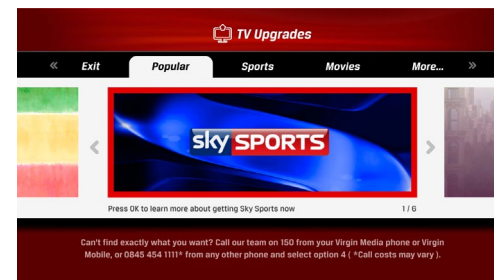 TV Upgrades
« Exit Popular Sports Movies More... »
sky SPORTS
Press OK to learn more about getting Sky Sports now 1 / 6
Can't find exactly what you want? Call our team on 150 from your Virgin Media phone or Virgin
Mobile, or 0845 454 1111* from any other phone and select option 4 ( *Call costs may vary ).